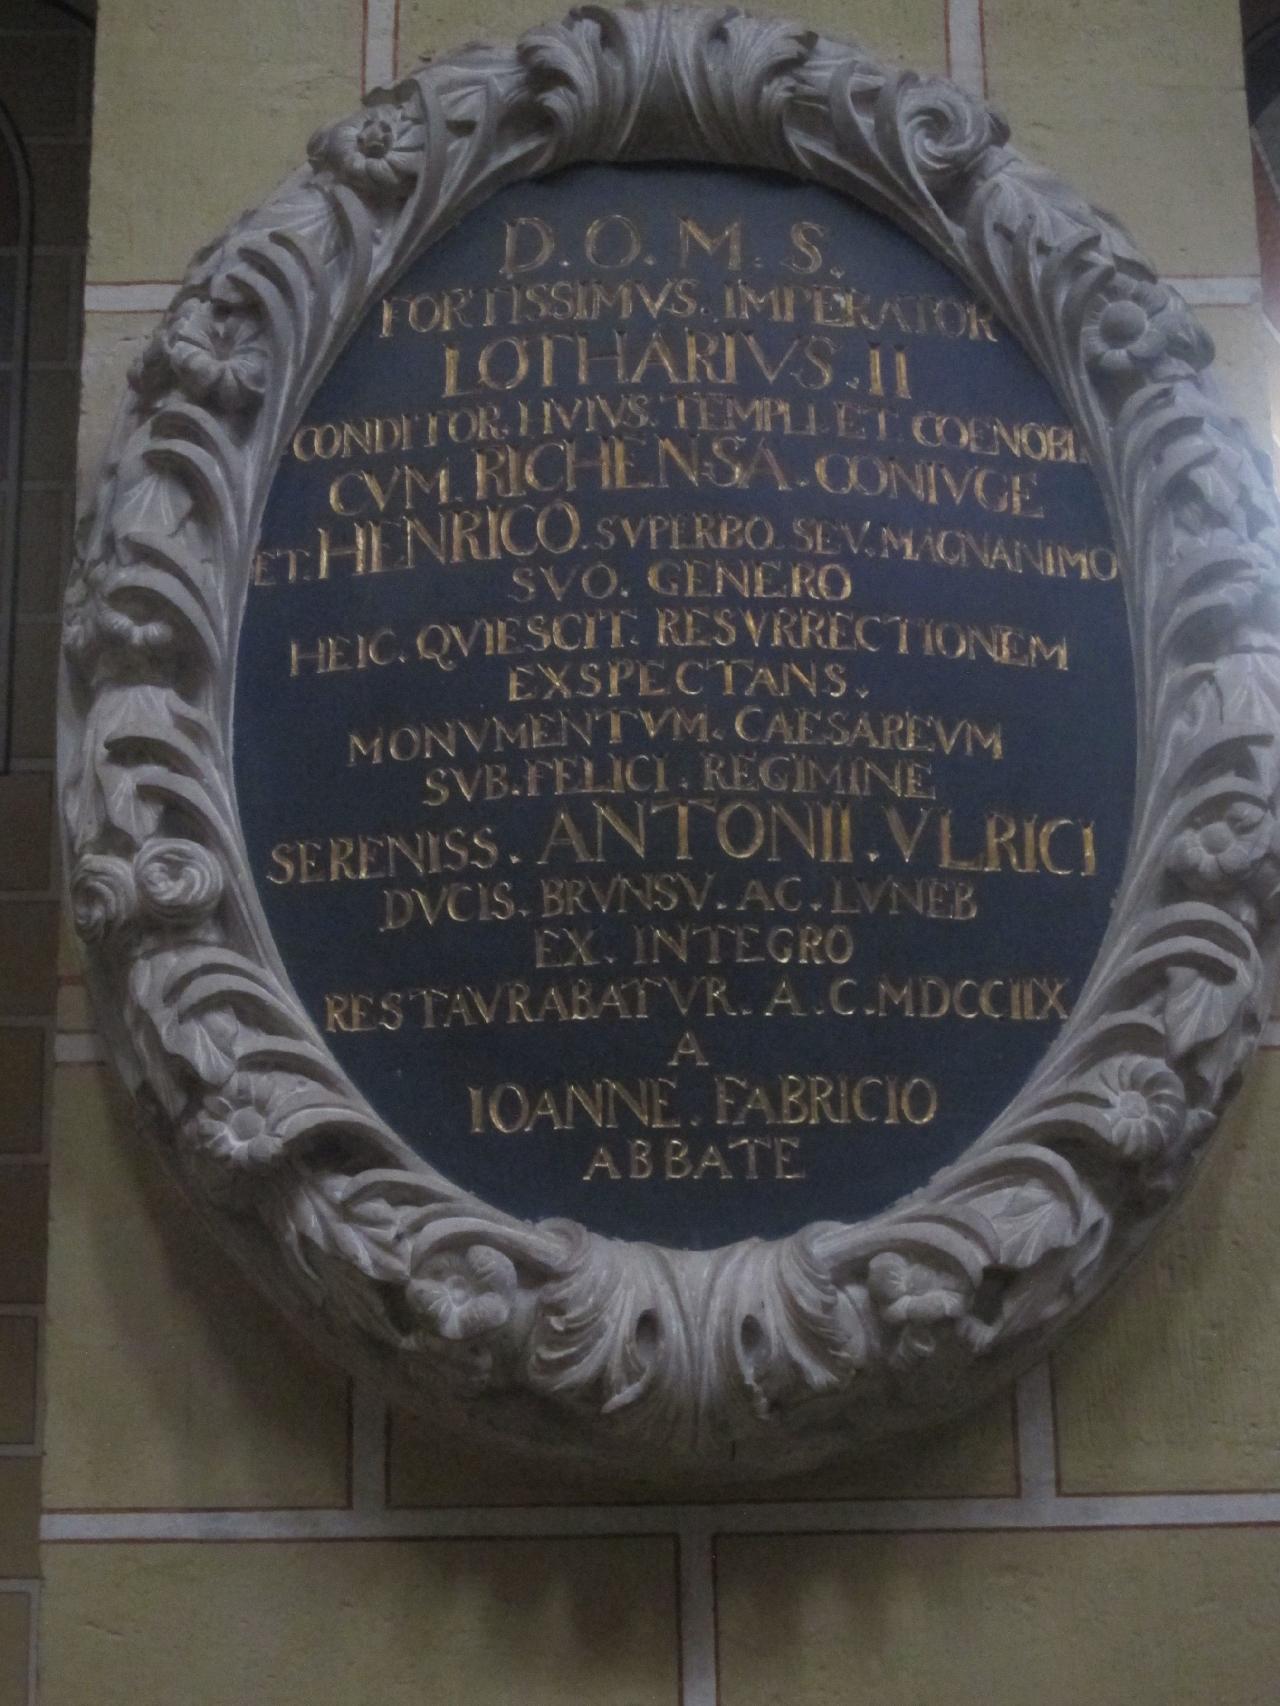 D.O.M.S.
FORTISSIMVS.IMPERATOR
LOTHARIVS.II
CONDITOR.HVIVS.TEMPLI.ET.COENOBI
CVM.RICHENSA.CONIVGE
ET.HENRICO.SVPERBO.SEV.MAGNANIMO
SVO.GENERO
HEIC.QVIESCIT.RESVRRECTIONEM
EXSPECTANS.
MONVMENTVM.CAESAREVM
SVB.FELICI.REGIMINE
SERENISS.ANTONII.VLRICI
DVCIS.BRVNSV.AC.LVNEB
EX.INTEGRO
RESTAVRABATVR.A.C.MDCCIIX
A
IOANNE.FABRICIO
ABBATE